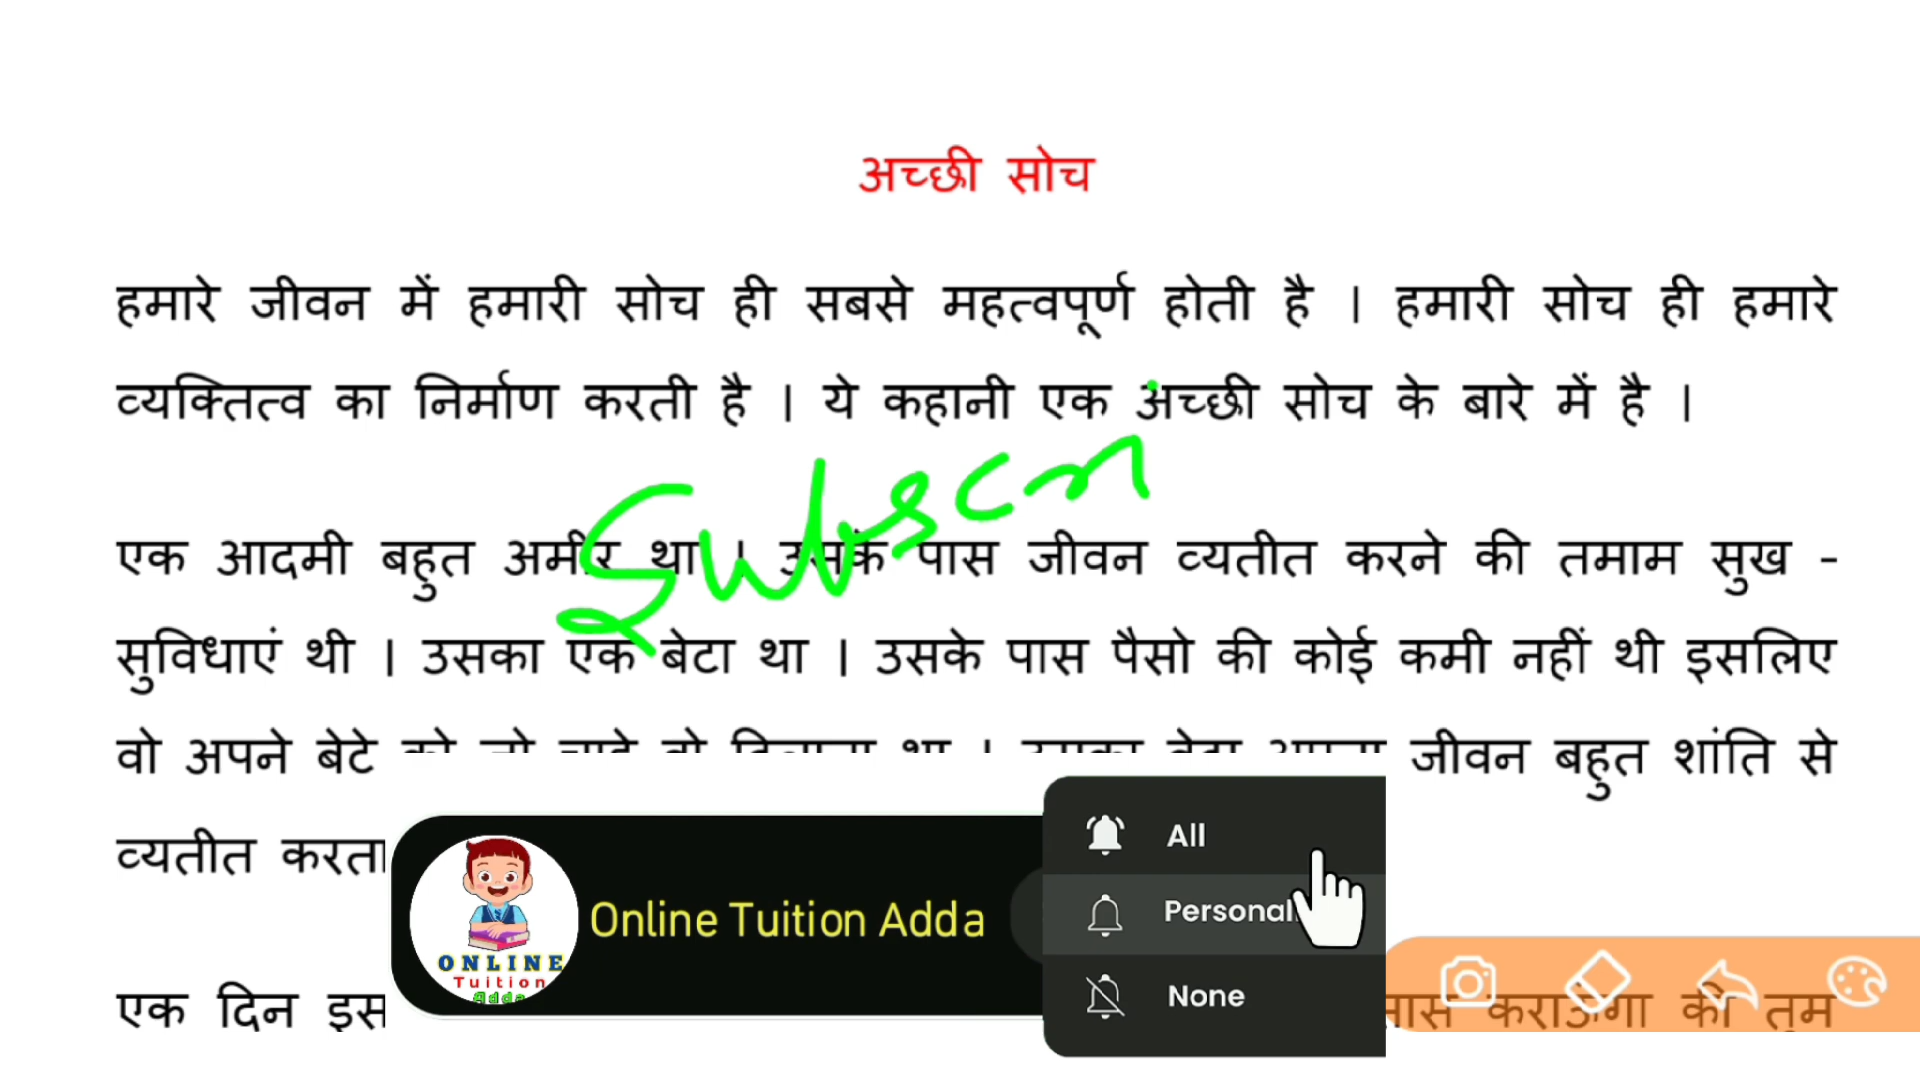 अच्छी सोच
हमारे जीवन में हमारी सोच ही सबसे महत्वपूर्ण होती है । हमारी सोच ही हमारे
व्यक्तित्व का निर्माण करती है । ये कहानी एक अच्छी सोच के बारे में है ।
Subscr
एक आदमी बहुत अमीर था । उसके पास जीवन व्यतीत करने की तमाम सुख -
सुविधाएं थी । उसका एक बेटा था । उसके पास पैसो की कोई कमी नहीं थी इसलिए
वो अपने बेटे जीवन बहुत शांति से
व्यतीत करता
All
Online Tuition Adda
Personal
ONLINE
Tuition
Adda
None
एक दिन इस कराऊंगा की तुम